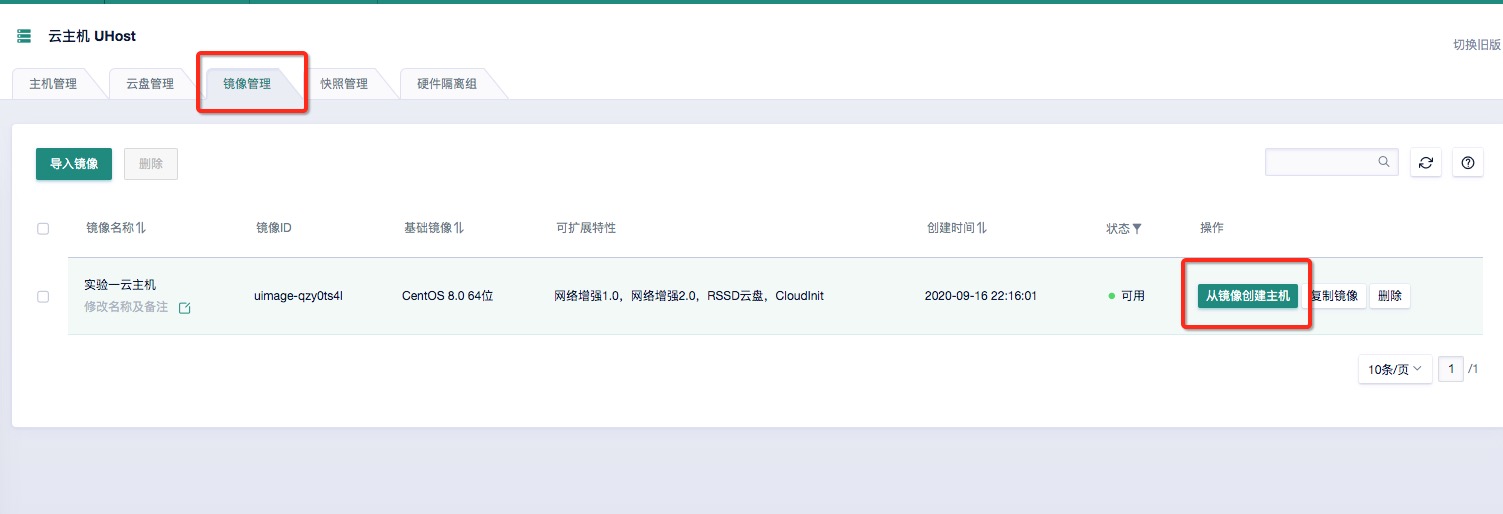 云主机 UHost
切换旧版
主机管理 云盘管理 镜像管理 快照管理 硬件隔离组
导入镜像 删除
镜像名称 镜像ID 基础镜像 可扩展特性 创建时间 状态 操作
实验一云主机
修改名称及备注
uimage-qzy0ts4l CentOS 8.0 64位 网络增强1.0，网络增强2.0，RSSD云盘，CloudInit 2020-09-16 22:16:01 可用 从镜像创建主机 复制镜像 删除
10条/页 1 /1